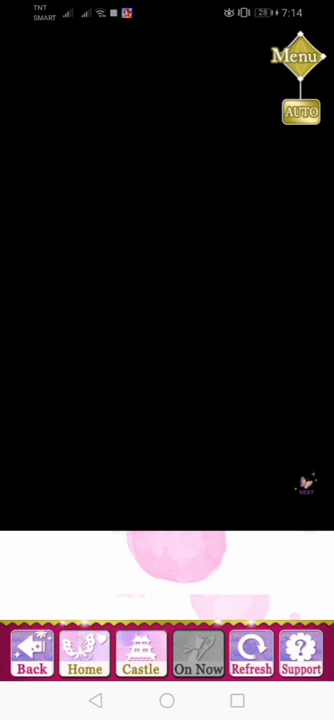 TNT
SMART
28
7:14
Menu
AUTO
NEXT
Back Home Castle On Now Refresh Support